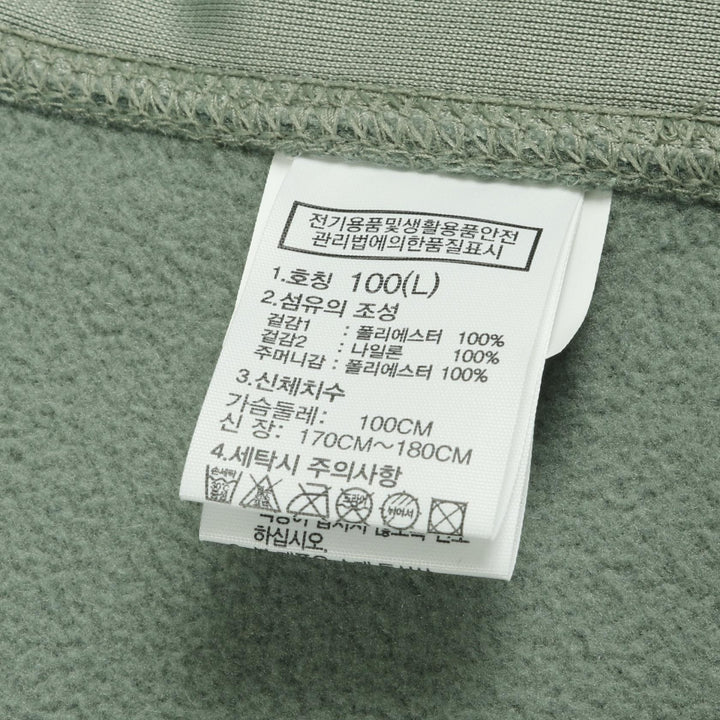 전기용품및생활용품안전
관리법에의한품질표시
1.호칭 100(L)
2.섬유의 조성
겉감1 : 폴리에스터 100%
겉감2 : 나일론 100%
주머니감 : 폴리에스터 100%
3.신체치수
가슴둘레: 100CM
신 장: 170CM~180CM
4.세탁시 주의사항
손세탁
드라이
뉘어서
하십시오,